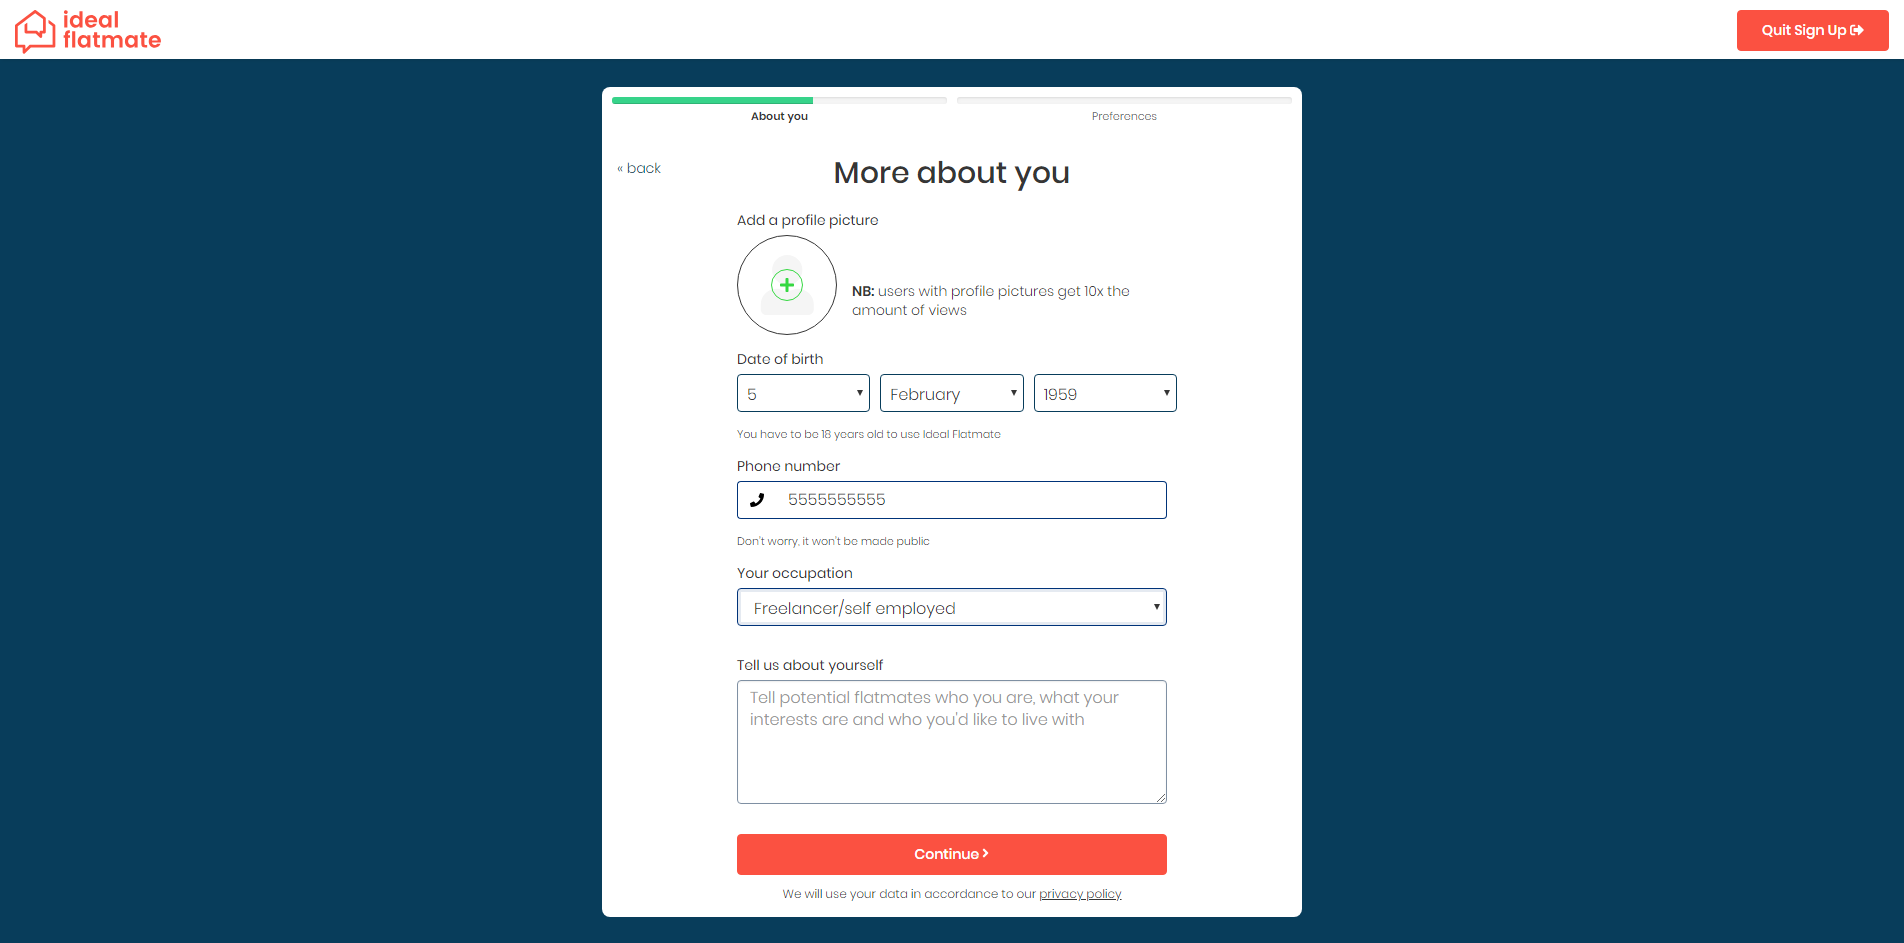 ideal
flatmate
Quit Sign Up
About you
Preferences
« back
More about you
Add a profile picture
NB: users with profile pictures get 10x the
amount of views
Date of birth
5
February
1959
You have to be 18 years old to use Ideal Flatmate
Phone number
5555555555
Don't worry, it won't be made public
Your occupation
Freelancer/self employed
Tell us about yourself
Tell potential flatmates who you are, what your
interests are and who you'd like to live with
Continue
We will use your data in accordance to our privacy policy